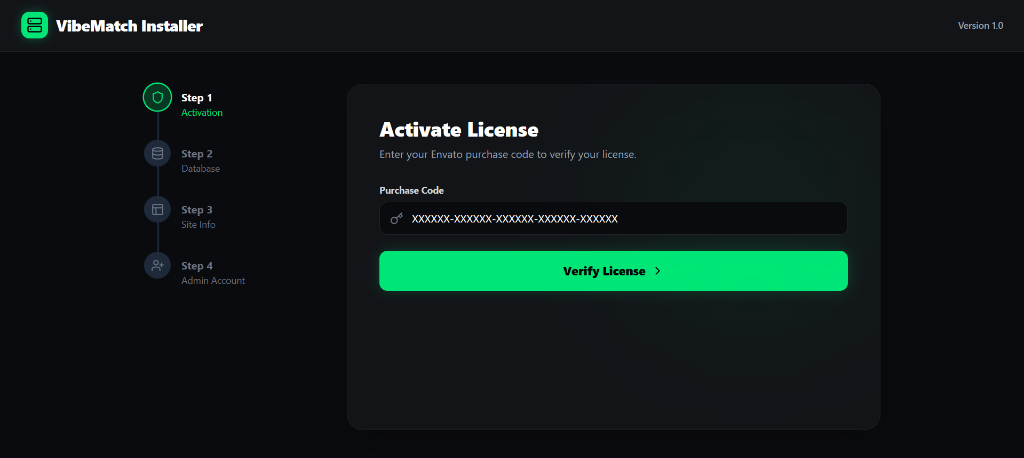 VibeMatch Installer
Version 1.0
Step 1
Activation
Step 2
Database
Step 3
Site Info
Step 4
Admin Account
Activate License
Enter your Envato purchase code to verify your license.
Purchase Code
XXXXXX-XXXXXX-XXXXXX-XXXXXX-XXXXXX
Verify License